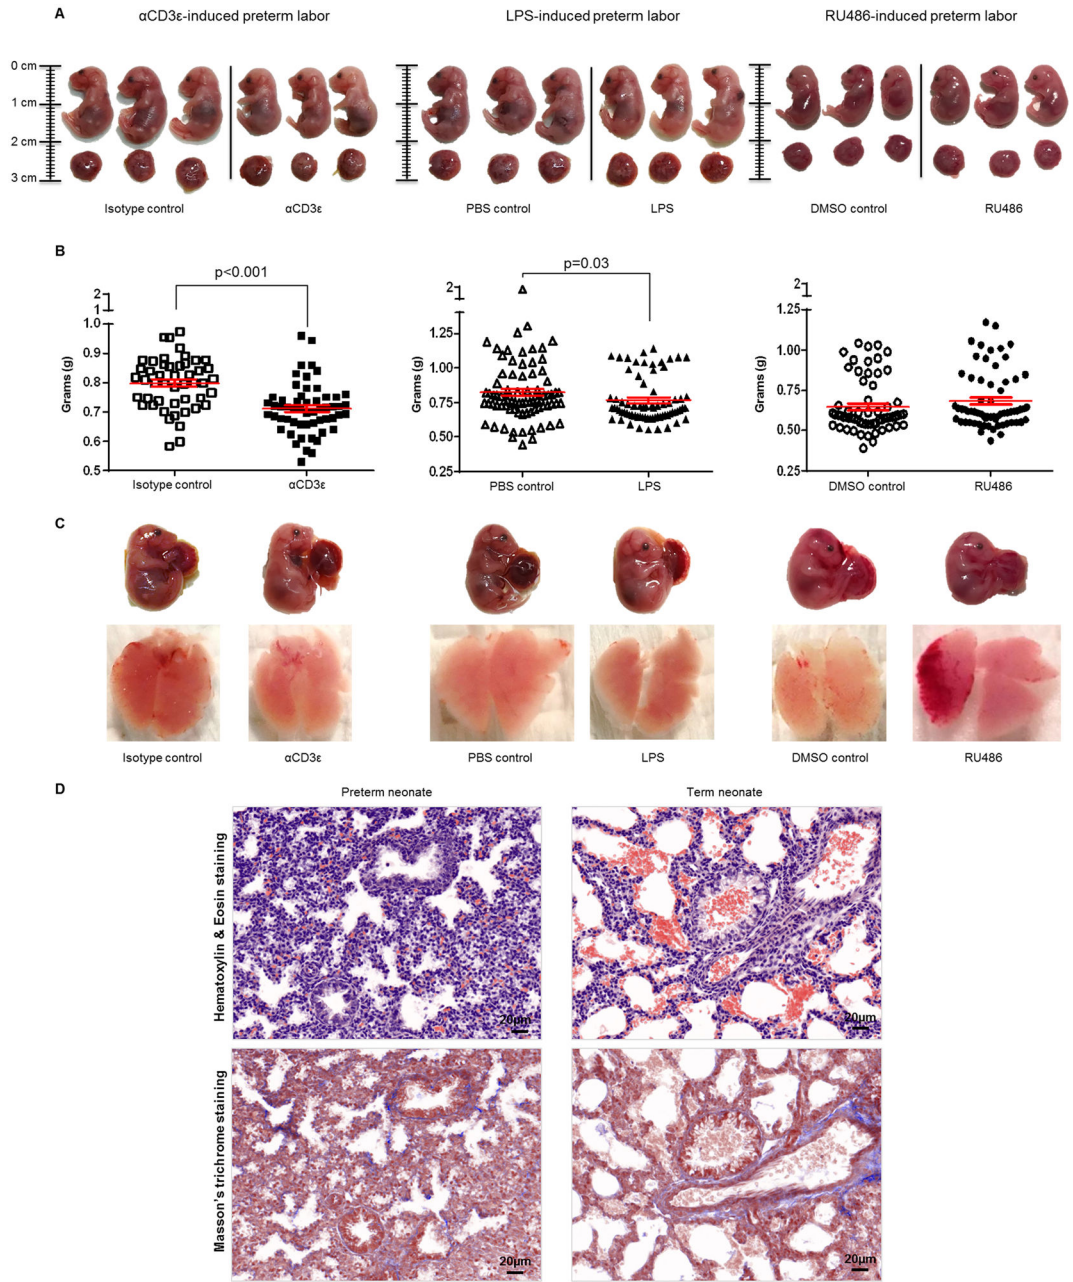 A
αCD3ε-induced preterm labor
LPS-induced preterm labor
RU486-induced preterm labor
0 cm
1 cm
2 cm
3 cm
Isotype control
αCD3ε
PBS control
LPS
DMSO control
RU486
B
p<0.001
Grams (g)
2
1
1.0
0.9
0.8
0.7
0.6
0.5
Isotype control
αCD3ε
p=0.03
Grams (g)
2
1.25
1.00
0.75
0.50
0.25
PBS control
LPS
Grams (g)
2
1.25
1.00
0.75
0.50
0.25
DMSO control
RU486
C
Isotype control
αCD3ε
PBS control
LPS
DMSO control
RU486
D
Preterm neonate
Term neonate
Hematoxylin & Eosin staining
20µm
20µm
Masson's trichrome staining
20µm
20µm